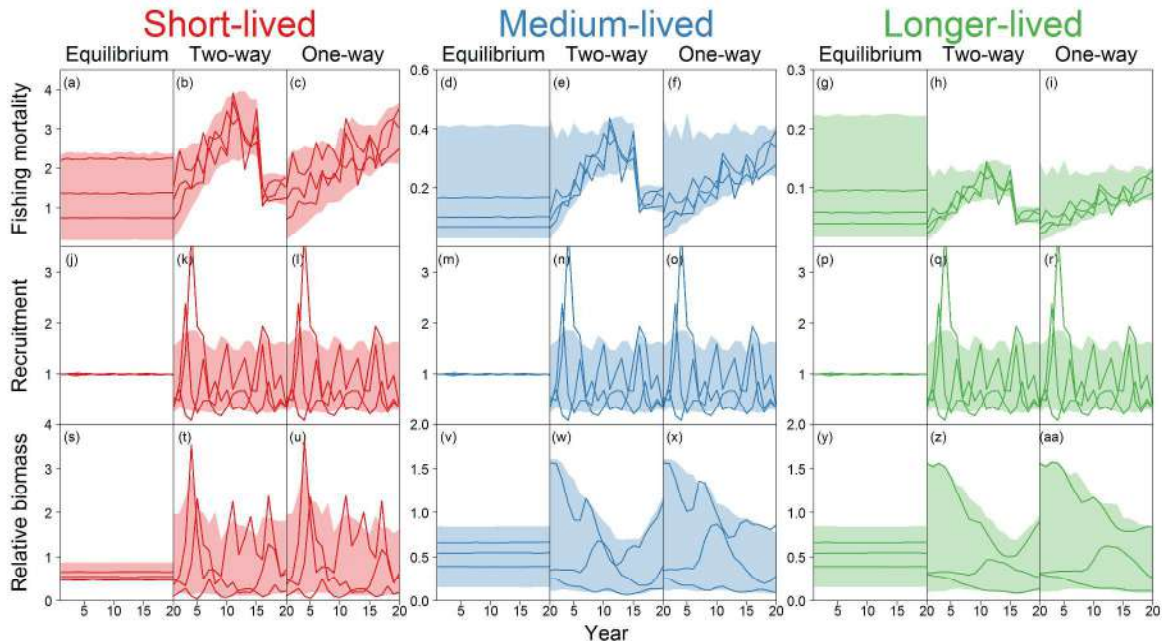 Short-lived Medium-lived Longer-lived
Equilibrium Two-way One-way Equilibrium Two-way One-way Equilibrium Two-way One-way
Fishing mortality
4
3
2
1
(a) (b) (c)
0.6
0.4
0.2
(d) (e) (f)
0.3
0.2
0.1
(g) (h) (i)
Recruitment
3
2
1
4
(j) (k) (l)
3
2
1
2.0
(m) (n) (o)
3
2
1
2.0
(p) (q) (r)
Relative biomass
3
2
1
0
(s) (t) (u)
1.5
1.0
0.5
0.0
(v) (w) (x)
1.5
1.0
0.5
0.0
(y) (z) (aa)
5 10 15 20 5 10 15 20 5 10 15 20
5 10 15 20 5 10 15 20 5 10 15 20
5 10 15 20 5 10 15 20 5 10 15 20
Year